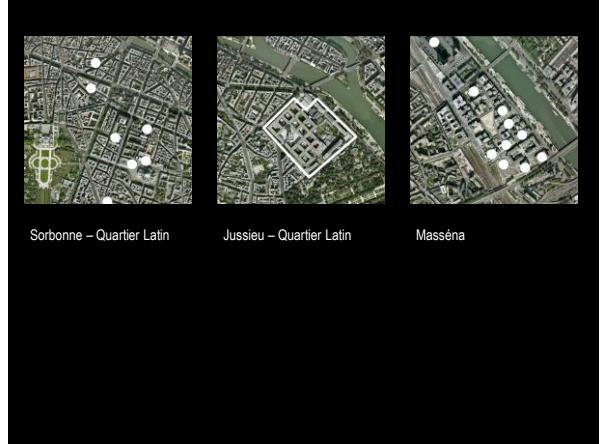 Sorbonne – Quartier Latin
Jussieu – Quartier Latin
Masséna